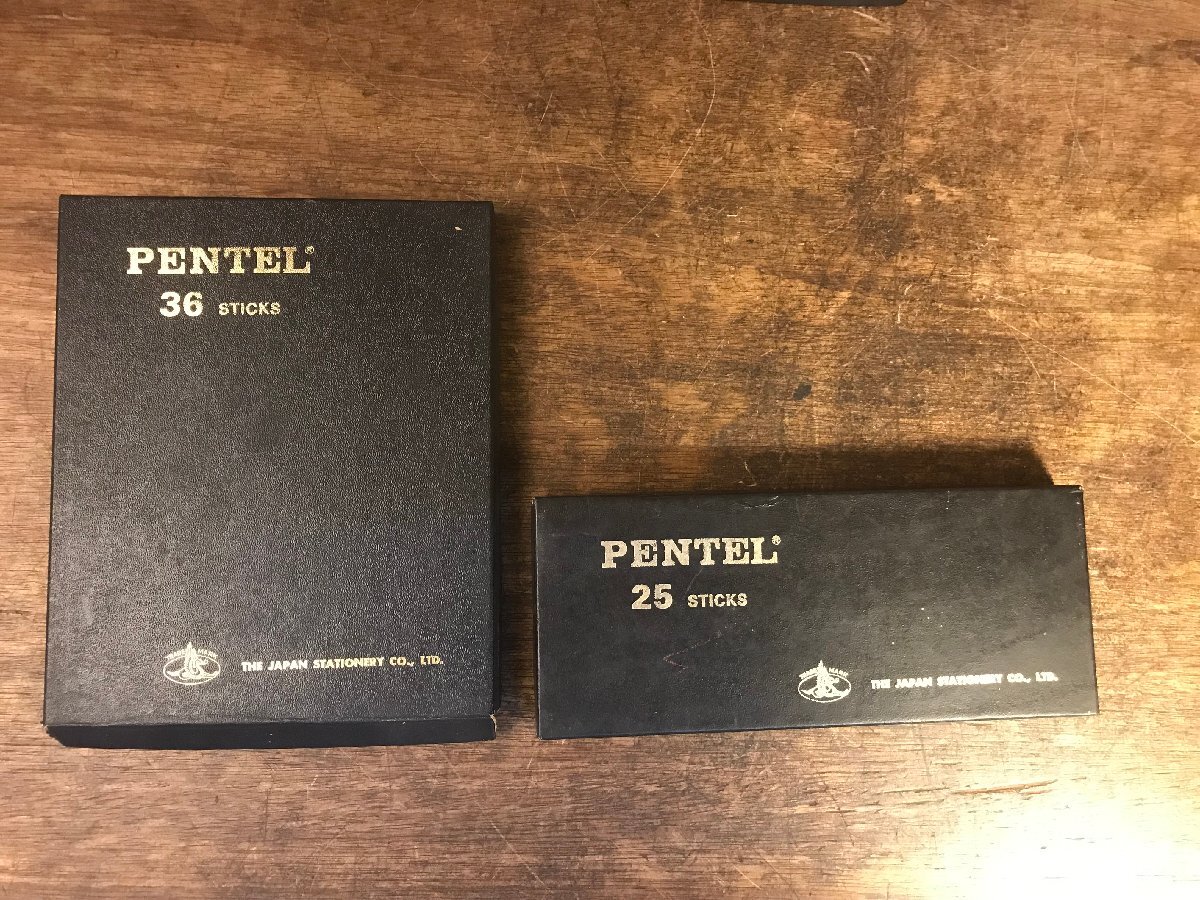 PENTEL®
36 STICKS
THE JAPAN STATIONERY CO., LTD.
PENTEL®
25 STICKS
THE JAPAN STATIONERY CO., LTD.